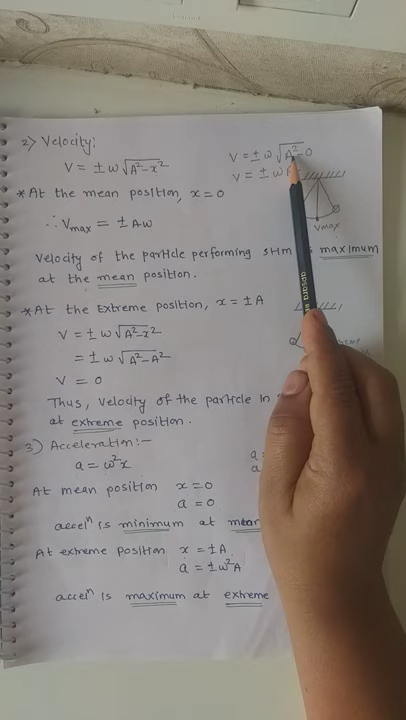 2) Velocity:
V = ± ω √A²-x²
V = ± ω √A²-0
V = ± ω
* At the mean position, x = 0
∴ Vmax = ± Aω
Vmax
Velocity of the particle performing SHM is maximum
at the mean position.
* At the Extreme position, x = ±A
V = ± ω √A²-x²
= ± ω √A²-A²
V = 0
Thus, velocity of the particle in
at extreme position.
3) Acceleration:-
a = ω²x
a =
a
At mean position x = 0
a = 0
accelⁿ is minimum at mean
At extreme position x = ±A
a = ±ω²A
accelⁿ is maximum at extreme